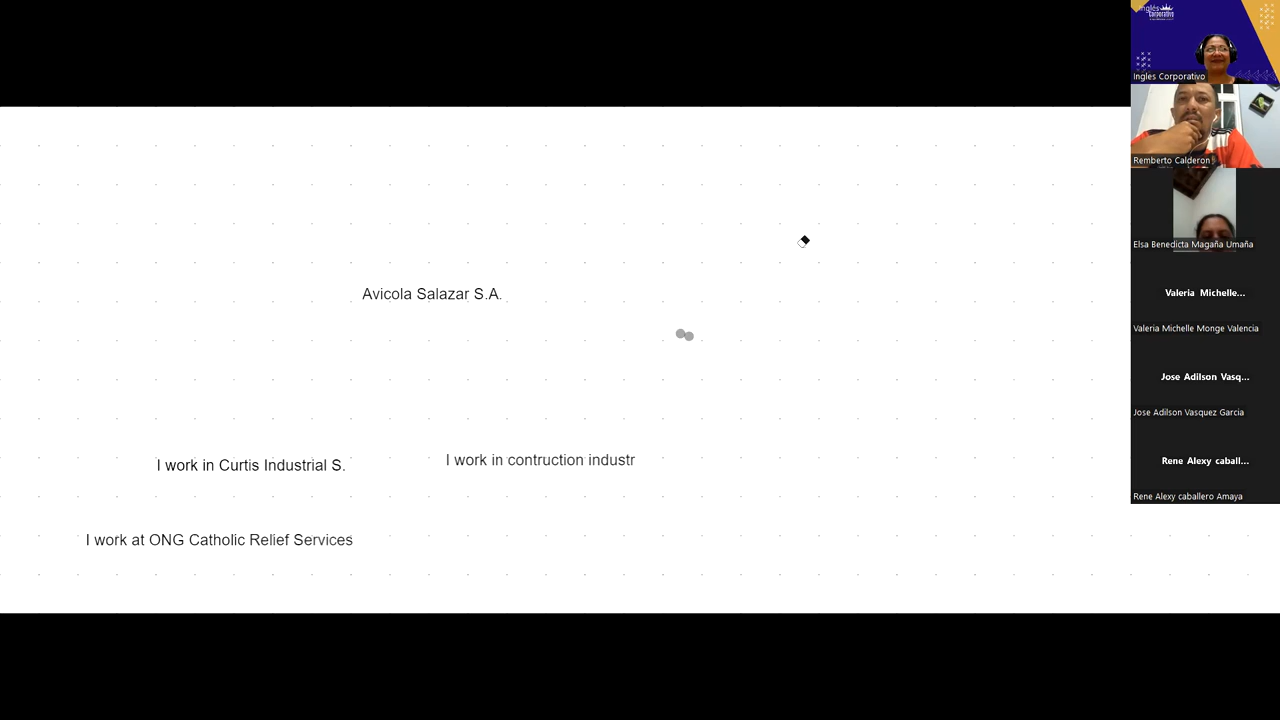 Inglés
Corporativo
Ingles Corporativo
Remberto Calderon
Elsa Benedicta Magaña Umaña
Valeria Michelle...
Valeria Michelle Monge Valencia
Jose Adilson Vasq...
Jose Adilson Vasquez Garcia
Rene Alexy caball...
Rene Alexy caballero Amaya
Avicola Salazar S.A.
I work in Curtis Industrial S.
I work in contruction industr
I work at ONG Catholic Relief Services